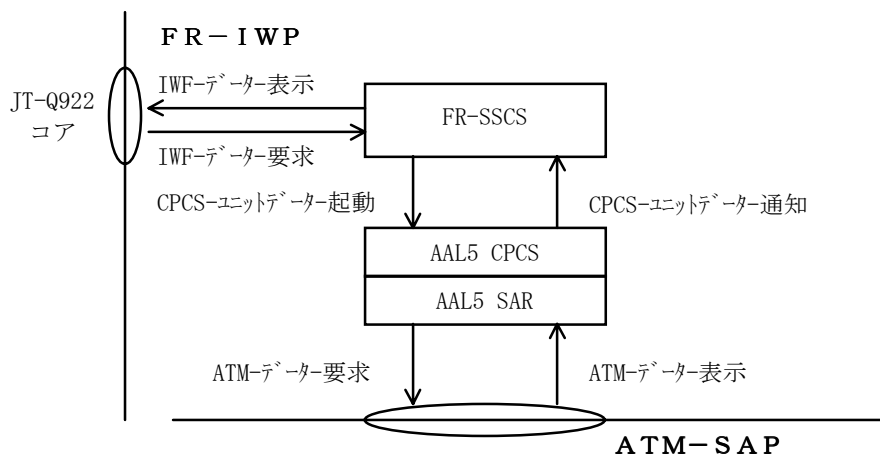 FR-IWP
IWF-ﾃﾞｰﾀｰ表示
JT-Q922
コア
FR-SSCS
IWF-ﾃﾞｰﾀｰ要求
CPCS-ﾕﾆｯﾄﾃﾞｰﾀｰ起動
CPCS-ﾕﾆｯﾄﾃﾞｰﾀｰ通知
AAL5 CPCS
AAL5 SAR
ATM-ﾃﾞｰﾀｰ要求
ATM-ﾃﾞｰﾀｰ表示
ATM-SAP